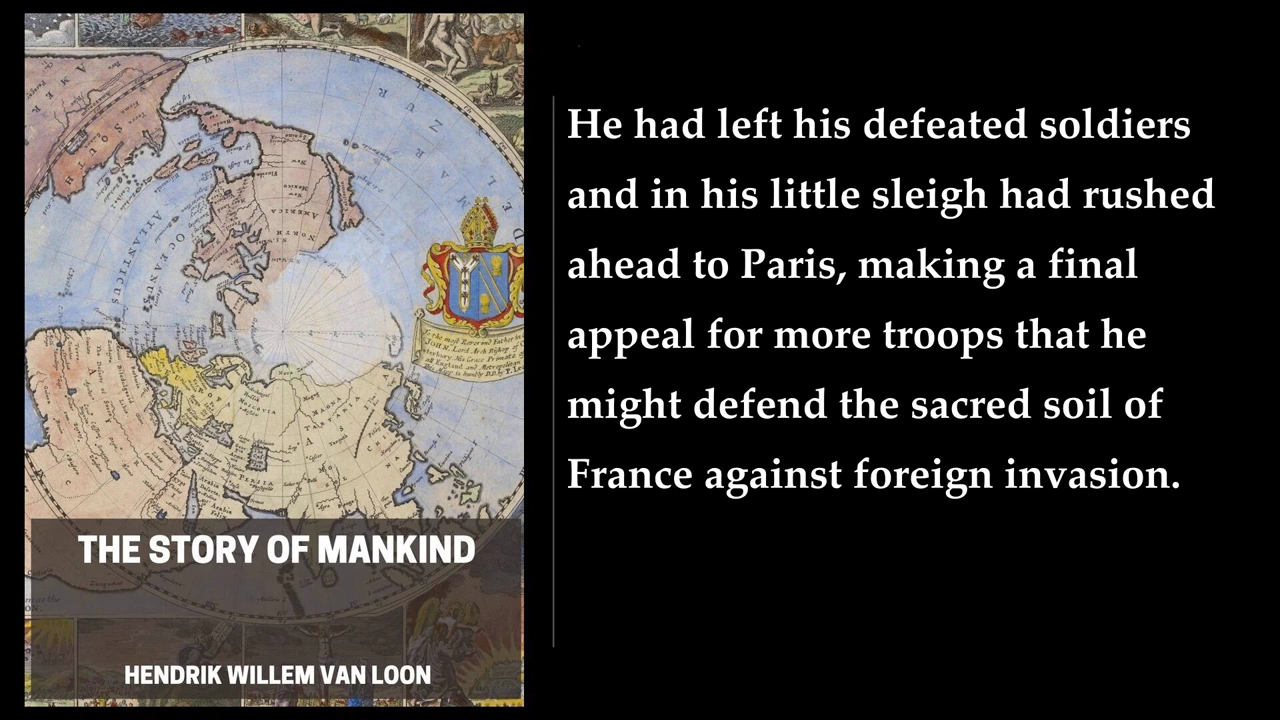 He had left his defeated soldiers
and in his little sleigh had rushed
ahead to Paris, making a final
appeal for more troops that he
might defend the sacred soil of
France against foreign invasion.
THE STORY OF MANKIND
HENDRIK WILLEM VAN LOON